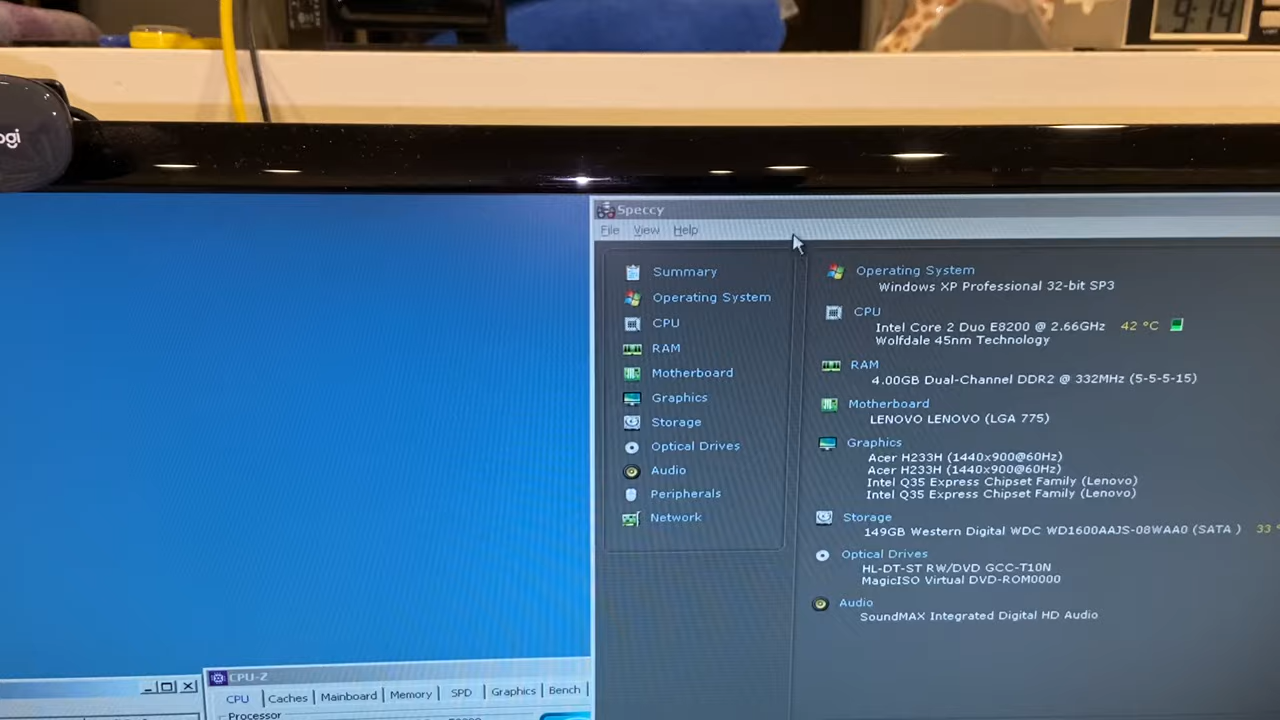 9:14
ogi
Speccy
File View Help
Summary
Operating System
CPU
RAM
Motherboard
Graphics
Storage
Optical Drives
Audio
Peripherals
Network
Operating System
Windows XP Professional 32-bit SP3
CPU
Intel Core 2 Duo E8200 @ 2.66GHz 42 °C
Wolfdale 45nm Technology
RAM
4.00GB Dual-Channel DDR2 @ 332MHz (5-5-5-15)
Motherboard
LENOVO LENOVO (LGA 775)
Graphics
Acer H233H (1440x900@60Hz)
Acer H233H (1440x900@60Hz)
Intel Q35 Express Chipset Family (Lenovo)
Intel Q35 Express Chipset Family (Lenovo)
Storage
149GB Western Digital WDC WD1600AAJS-08WAA0 (SATA ) 33 °
Optical Drives
HL-DT-ST RW/DVD GCC-T10N
MagicISO Virtual DVD-ROM0000
Audio
SoundMAX Integrated Digital HD Audio
CPU-Z
CPU Caches Mainboard Memory SPD Graphics Bench
Processor